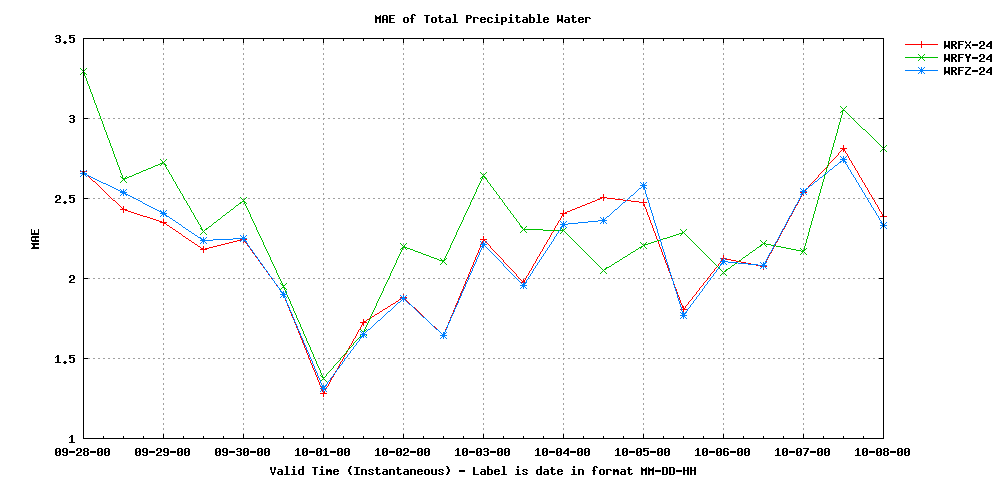 MAE of Total Precipitable Water
3.5
3
2.5
2
1.5
1
MAE
WRFX-24
WRFY-24
WRFZ-24
09-28-00 09-29-00 09-30-00 10-01-00 10-02-00 10-03-00 10-04-00 10-05-00 10-06-00 10-07-00 10-08-00
Valid Time (Instantaneous) - Label is date in format MM-DD-HH